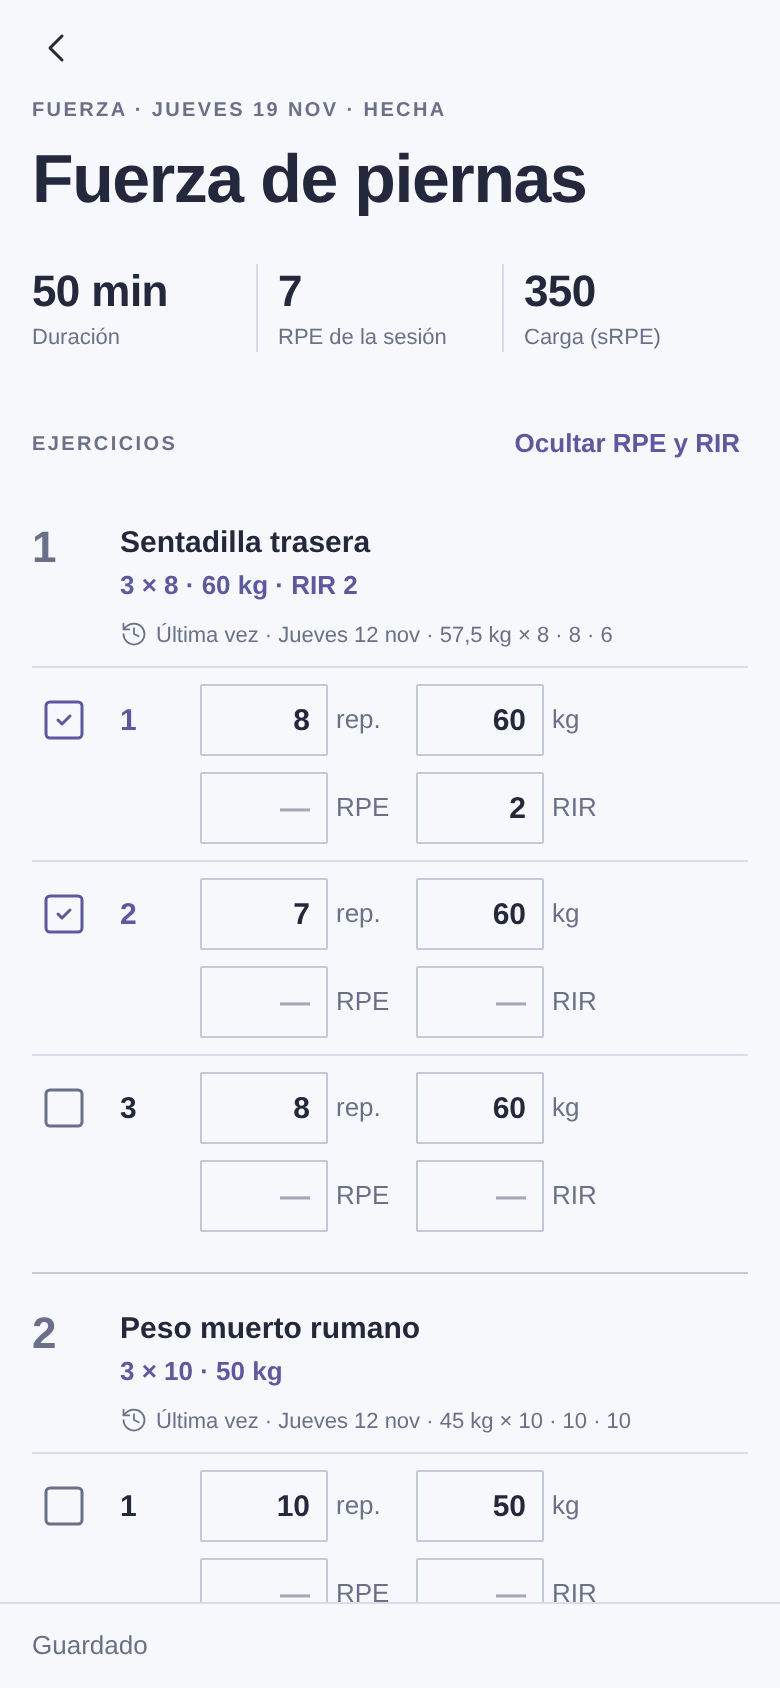 FUERZA · JUEVES 19 NOV · HECHA
Fuerza de piernas
50 min 7 350
Duración RPE de la sesión Carga (sRPE)
EJERCICIOS Ocultar RPE y RIR
1 Sentadilla trasera
3 × 8 · 60 kg · RIR 2
Última vez · Jueves 12 nov · 57,5 kg × 8 · 8 · 6
1 8 rep. 60 kg
— RPE 2 RIR
2 7 rep. 60 kg
— RPE — RIR
3 8 rep. 60 kg
— RPE — RIR
2 Peso muerto rumano
3 × 10 · 50 kg
Última vez · Jueves 12 nov · 45 kg × 10 · 10 · 10
1 10 rep. 50 kg
— RPE — RIR
Guardado